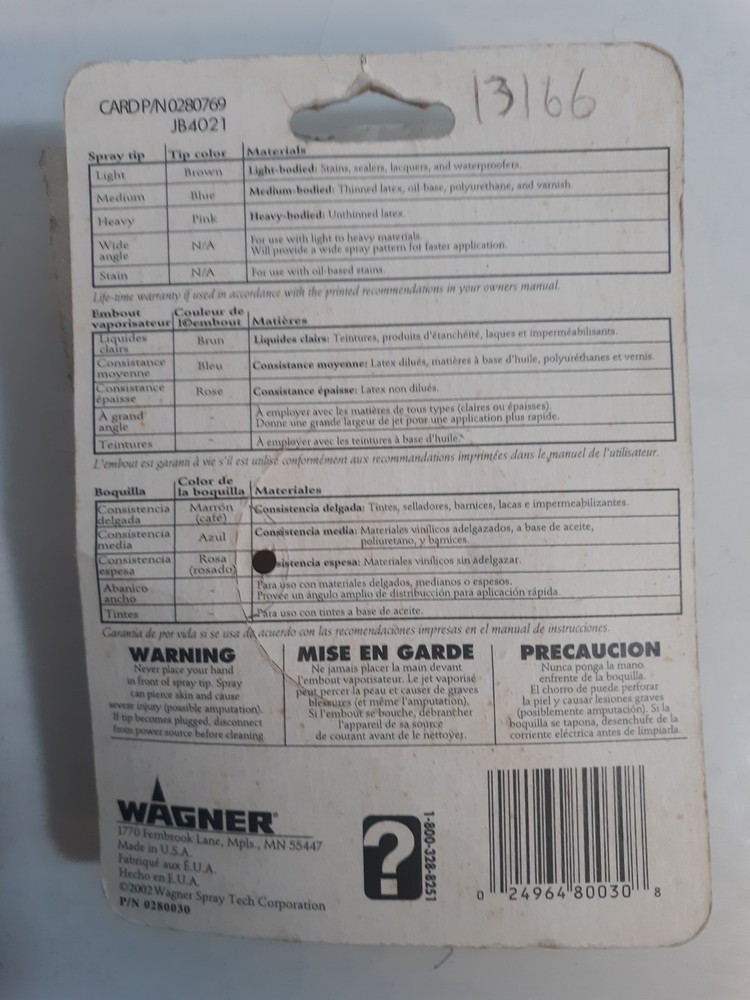 13166
CARD P/N 0280769
JB4021
Spray tip Tip color Materials
Light Brown Light-bodied: Stains, sealers, lacquers, and waterproofers.
Medium Blue Medium-bodied: Thinned latex, oil-base, polyurethane, and varnish.
Heavy Pink Heavy-bodied: Unthinned latex.
Wide angle N/A For use with light to heavy materials.
Will provide a wide spray pattern for faster application.
Stain N/A For use with oil-based stains.
Life-time warranty if used in accordance with the printed recommendations in your owners manual.
Embout vaporisateur Couleur de l©embout Matières
Liquides clairs Brun Liquides clairs: Teintures, produits d'étanchéité, laques et imperméabilisants.
Consistance moyenne Bleu Consistance moyenne: Latex dilués, matières à base d'huile, polyuréthanes et vernis.
Consistance épaisse Rose Consistance épaisse: Latex non dilués.
À grand angle - À employer avec les matières de tous types (claires ou épaisses).
Donne une grande largeur de jet pour une application plus rapide.
Teintures - À employer avec les teintures à base d'huile.
L'embout est garanti à vie s'il est utilisé conformément aux recommandations imprimées dans le manuel de l'utilisateur.
Boquilla Color de la boquilla Materiales
Consistencia delgada Marrón (café) Consistencia delgada: Tintes, selladores, barnices, lacas e impermeabilizantes.
Consistencia media Azul Consistencia media: Materiales vinílicos adelgazados, a base de aceite,
poliuretano, y barnices.
Consistencia espesa Rosa (rosado) sistencia espesa: Materiales vinílicos sin adelgazar.
Abanico ancho - Para uso con materiales delgados, medianos o espesos.
Provée un ángulo amplio de distribucción para aplicación rápida.
Tintes - Para uso con tintes a base de aceite.
Garantía de por vida si se usa de acuerdo con las recomendaciónes impresas en el manual de instrucciones.
WARNING
Never place your hand
in front of spray tip. Spray
can pierce skin and cause
severe injury (possible amputation).
If tip becomes plugged, disconnect
from power source before cleaning
MISE EN GARDE
Ne jamais placer la main devant
l'embout vaporisateur. Le jet vaporisé
peut percer la peau et causer de graves
blessures (et même l'amputation).
Si l'embout se bouche, débrancher
l'appareil de sa source
de courant avant de le nettoyer.
PRECAUCION
Nunca ponga la mano
enfrente de la boquilla.
El chorro de puede perforar
la piel y causar lesiones graves
(posiblemente amputación). Si la
boquilla se tapona, desenchufe de la
corriente eléctrica antes de limpiarla.
WAGNER®
1770 Fernbrook Lane, Mpls., MN 55447
Made in U.S.A.
Fabriqué aux É.U.A.
Hecho en E.U.A.
©2002 Wagner Spray Tech Corporation
P/N 0280030
?
1-800-328-8251
0 24964 80030 8